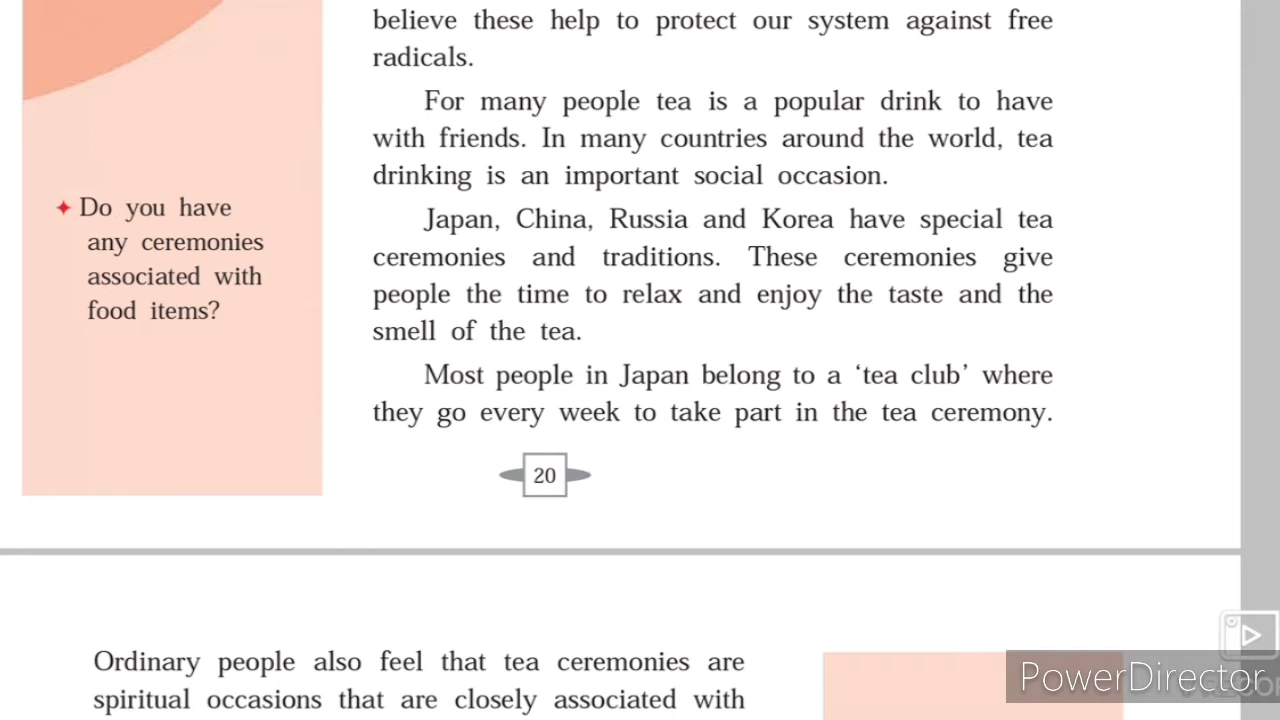 believe these help to protect our system against free
radicals.
For many people tea is a popular drink to have
with friends. In many countries around the world, tea
drinking is an important social occasion.
✦ Do you have
any ceremonies
associated with
food items?
Japan, China, Russia and Korea have special tea
ceremonies and traditions. These ceremonies give
people the time to relax and enjoy the taste and the
smell of the tea.
Most people in Japan belong to a ‘tea club’ where
they go every week to take part in the tea ceremony.
20
Ordinary people also feel that tea ceremonies are
spiritual occasions that are closely associated with
PowerDirector